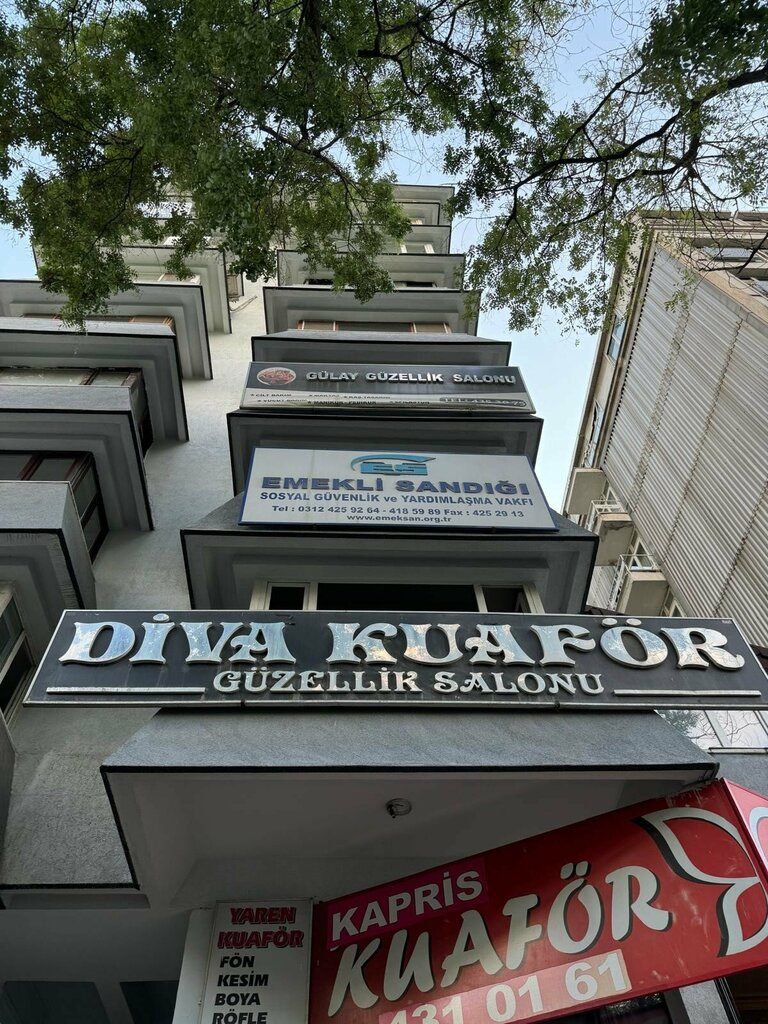 GÜLAY GÜZELLİK SALONU
ES
EMEKLİ SANDIĞI
SOSYAL GÜVENLİK ve YARDIMLAŞMA VAKFI
Tel : 0312 425 92 64 - 418 59 89 Fax : 425 29 13
www.emeksan.org.tr
DİVA KUAFÖR
GÜZELLİK SALONU
KAPRİS
KUAFÖR
431 01 61
YAREN
KUAFÖR
FÖN
KESİM
BOYA
RÖFLE